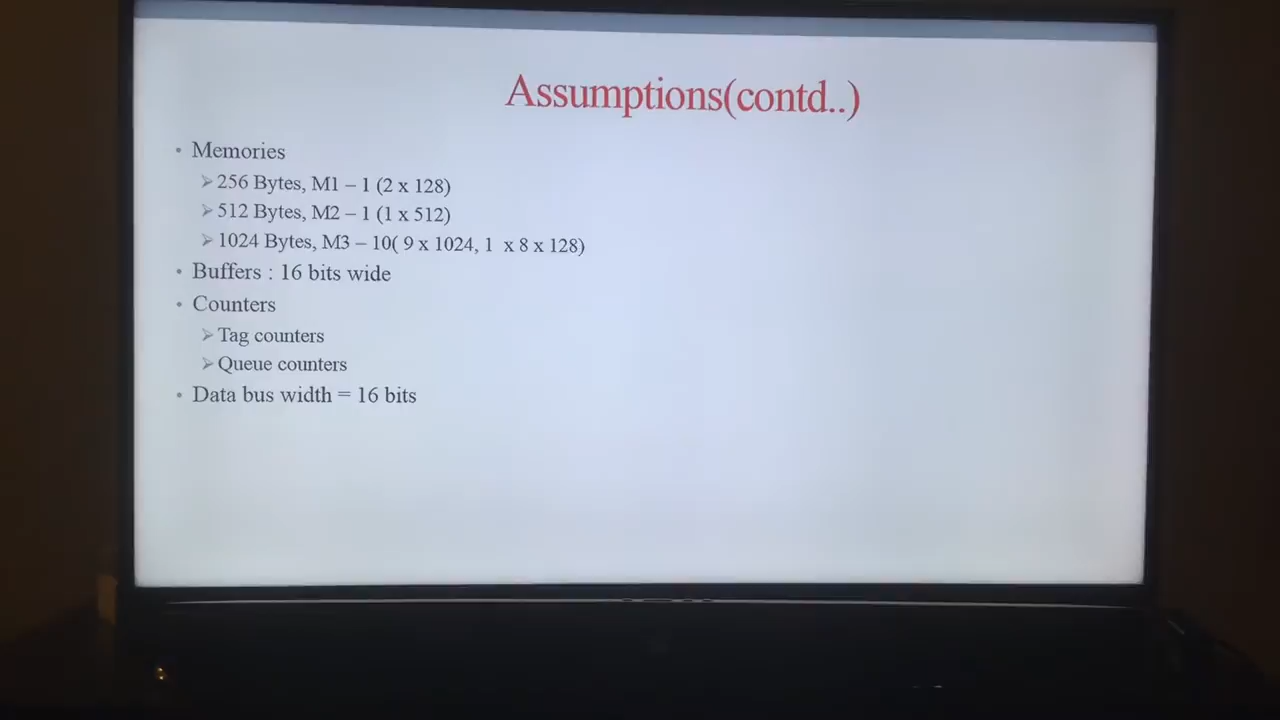 Assumptions(contd..)
• Memories
➢256 Bytes, M1 – 1 (2 x 128)
➢512 Bytes, M2 – 1 (1 x 512)
➢1024 Bytes, M3 – 10( 9 x 1024, 1 x 8 x 128)
• Buffers : 16 bits wide
• Counters
➢Tag counters
➢Queue counters
• Data bus width = 16 bits